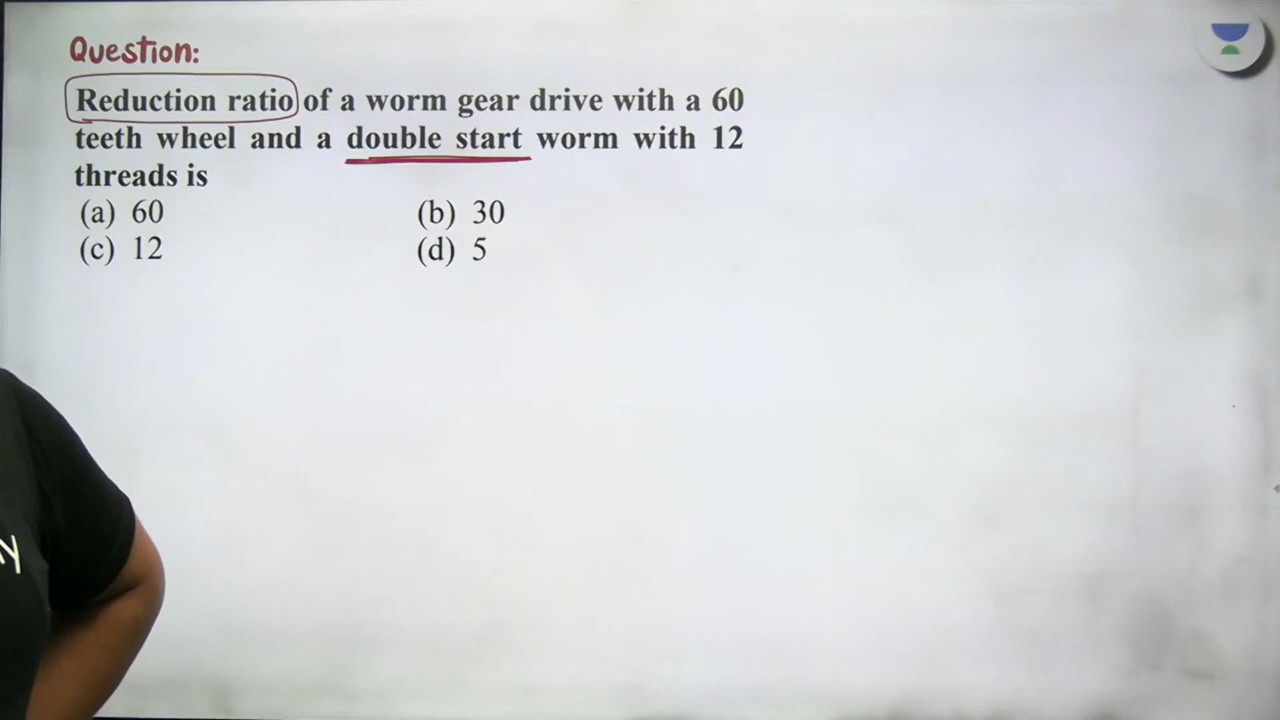 Question:
Reduction ratio of a worm gear drive with a 60
teeth wheel and a double start worm with 12
threads is
(a) 60 (b) 30
(c) 12 (d) 5
y